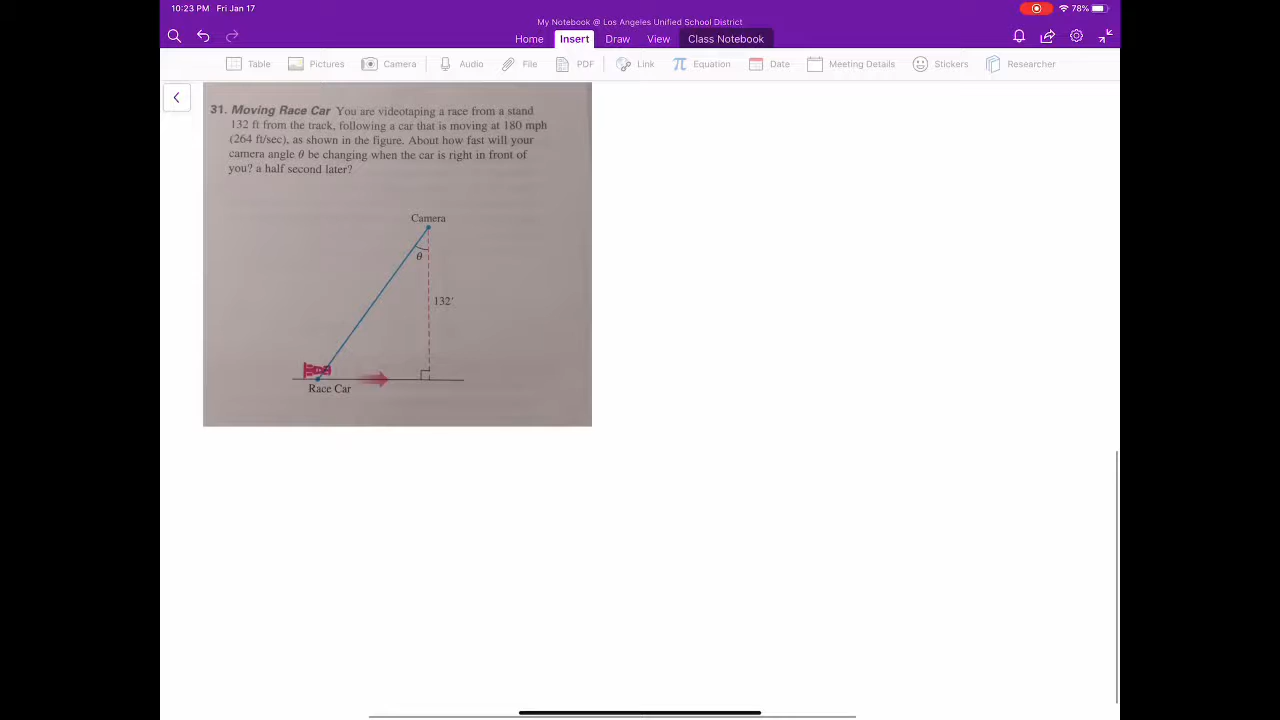 10:23 PM Fri Jan 17
78%
My Notebook @ Los Angeles Unified School District
Home Insert Draw View Class Notebook
Table Pictures Camera Audio File PDF Link Equation Date Meeting Details Stickers Researcher
31. Moving Race Car You are videotaping a race from a stand
132 ft from the track, following a car that is moving at 180 mph
(264 ft/sec), as shown in the figure. About how fast will your
camera angle θ be changing when the car is right in front of
you? a half second later?
Camera
θ
132'
Race Car